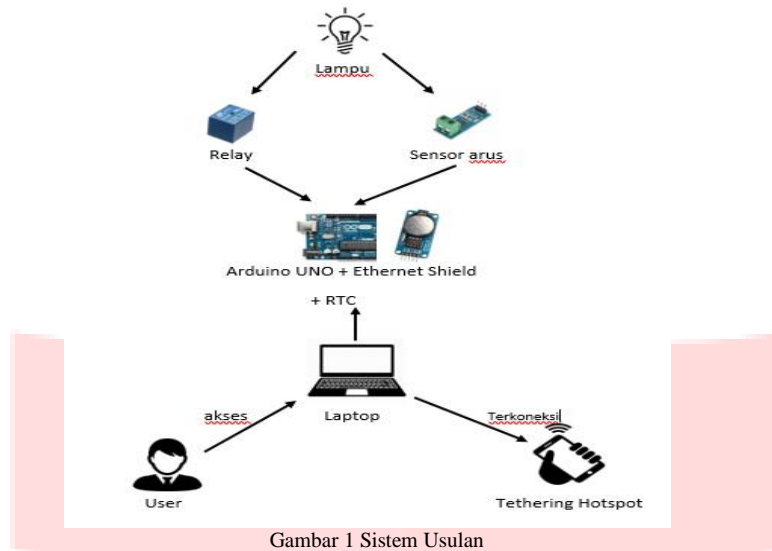 Lampu
Relay
Sensor arus
Arduino UNO + Ethernet Shield
+ RTC
akses
Laptop
Terkoneksi
User
Tethering Hotspot
Gambar 1 Sistem Usulan